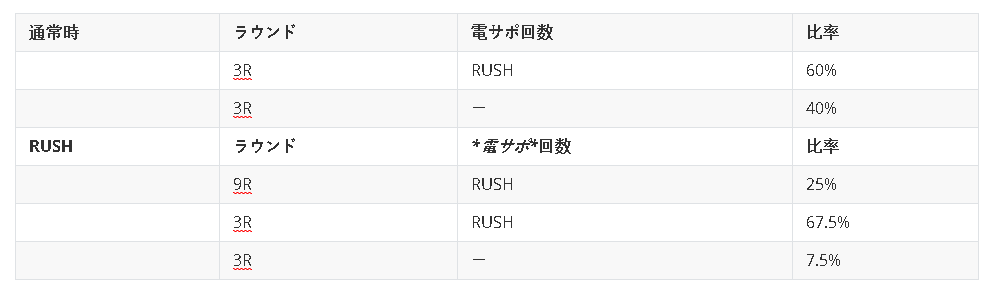 通常時 ラウンド 電サポ回数 比率
3R RUSH 60%
3R ー 40%
RUSH ラウンド *電サポ*回数 比率
9R RUSH 25%
3R RUSH 67.5%
3R ー 7.5%